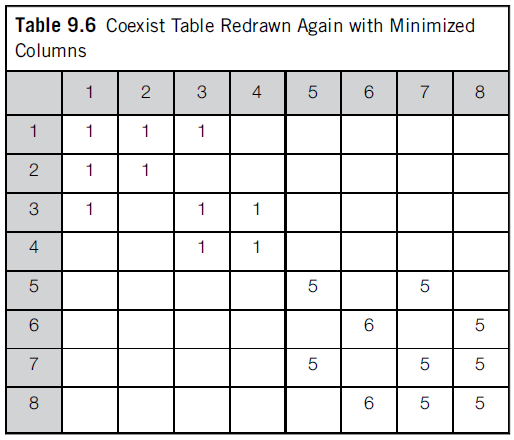 Table 9.6 Coexist Table Redrawn Again with Minimized
Columns
1 2 3 4 5 6 7 8
1 1 1 1
2 1 1
3 1 1 1
4 1 1
5 5 5
6 6 5
7 5 5 5
8 6 5 5